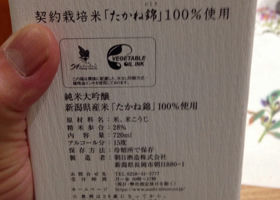 契約栽培米「たかね錦」100%使用
VEGETABLE
OIL INK
純米大吟醸
新潟県産米「たかね錦」100%使用
原材料名：米、米こうじ
精米歩合：28%
内容量：720ml
アルコール分：15度
保存方法：冷暗所で保存
製造者：朝日酒造株式会社
新潟県長岡市朝日880-1